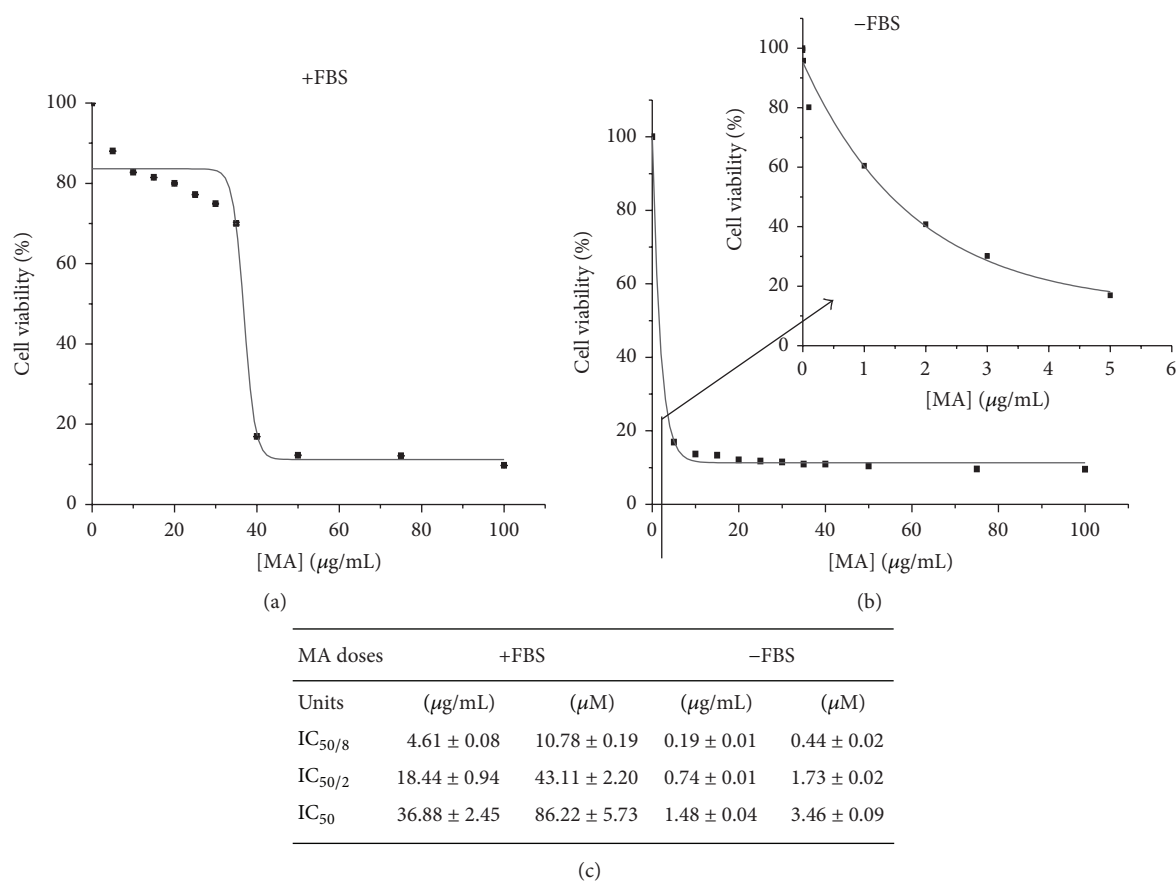 +FBS
100
80
60
40
20
0
Cell viability (%)
0 20 40 60 80 100
[MA] (μg/mL)
(a)
−FBS
100
80
60
40
20
0
Cell viability (%)
0 1 2 3 4 5 6
[MA] (μg/mL)
100
80
60
40
20
0
Cell viability (%)
0 20 40 60 80 100
[MA] (μg/mL)
(b)
MA doses +FBS −FBS
Units (μg/mL) (μM) (μg/mL) (μM)
IC50/8 4.61 ± 0.08 10.78 ± 0.19 0.19 ± 0.01 0.44 ± 0.02
IC50/2 18.44 ± 0.94 43.11 ± 2.20 0.74 ± 0.01 1.73 ± 0.02
IC50 36.88 ± 2.45 86.22 ± 5.73 1.48 ± 0.04 3.46 ± 0.09
(c)